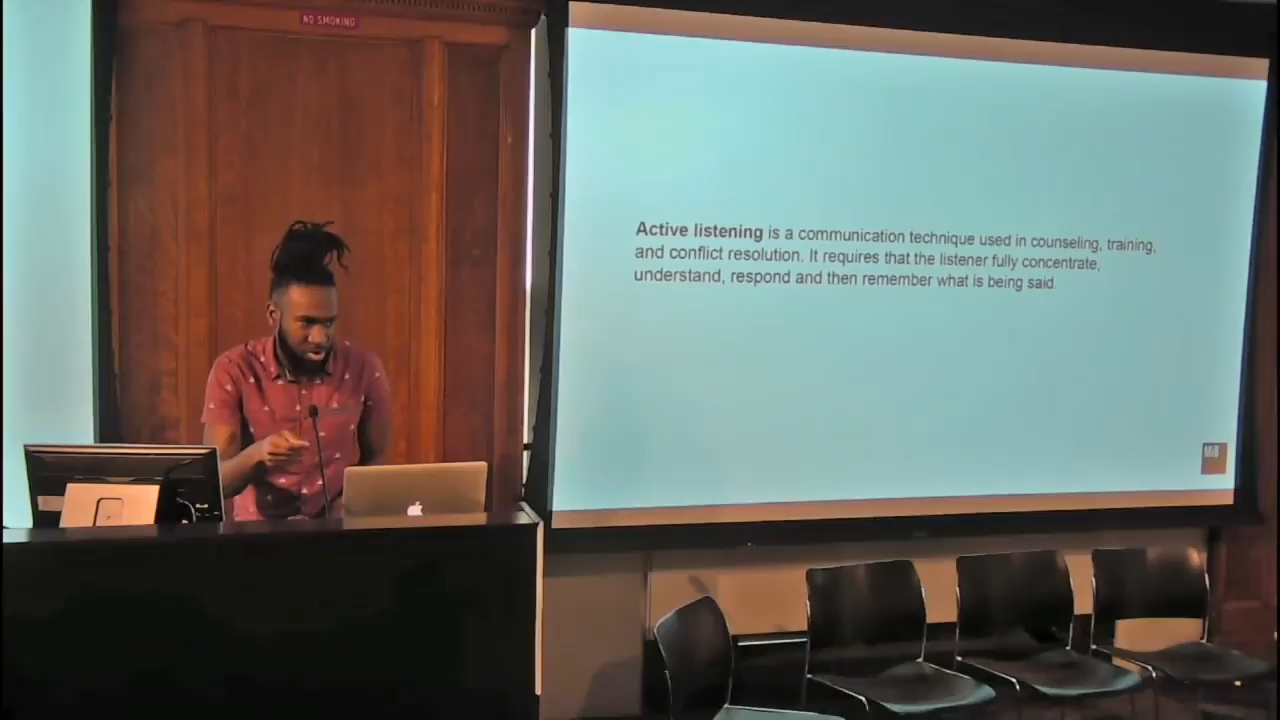 NO SMOKING
Active listening is a communication technique used in counseling, training,
and conflict resolution. It requires that the listener fully concentrate,
understand, respond and then remember what is being said.
MiB